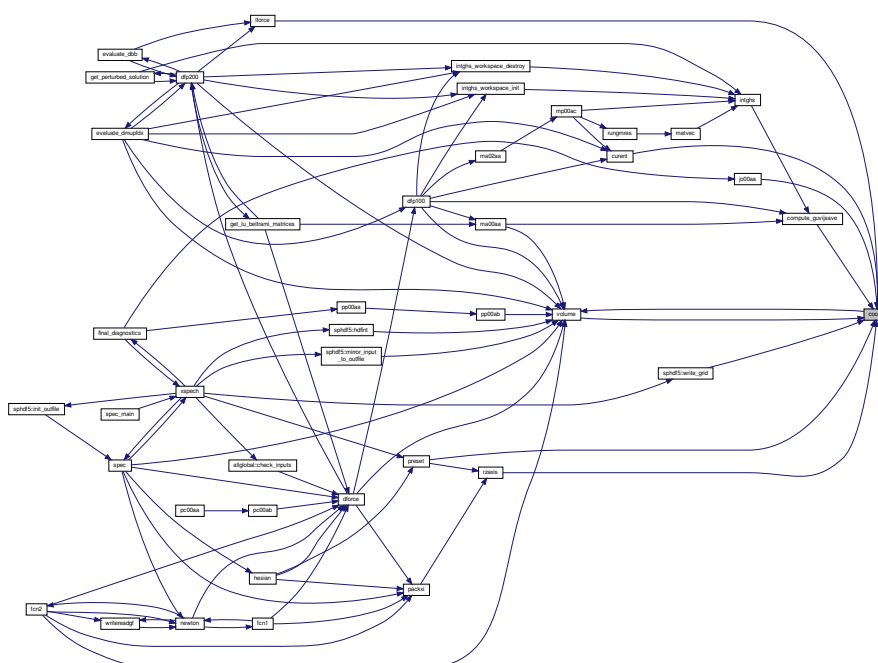 lforce
evaluate_dbb
get_perturbed_solution
dfp200
intghs_workspace_destroy
intghs_workspace_init
intghs
mp00ac
evaluate_dmupfdx
rungmres
matvec
ma02aa
curent
jo00aa
dfp100
get_lu_beltrami_matrices
ma00aa
compute_guvijsave
pp00aa
pp00ab
volume
coo
final_diagnostics
sphdf5::hdfint
sphdf5::mirror_input
_to_outfile
sphdf5::write_grid
xspech
sphdf5::init_outfile
spec_main
spec
allglobal::check_inputs
preset
rzaxis
dforce
pc00aa
pc00ab
hesian
packxi
fcn2
writereadgf
newton
fcn1